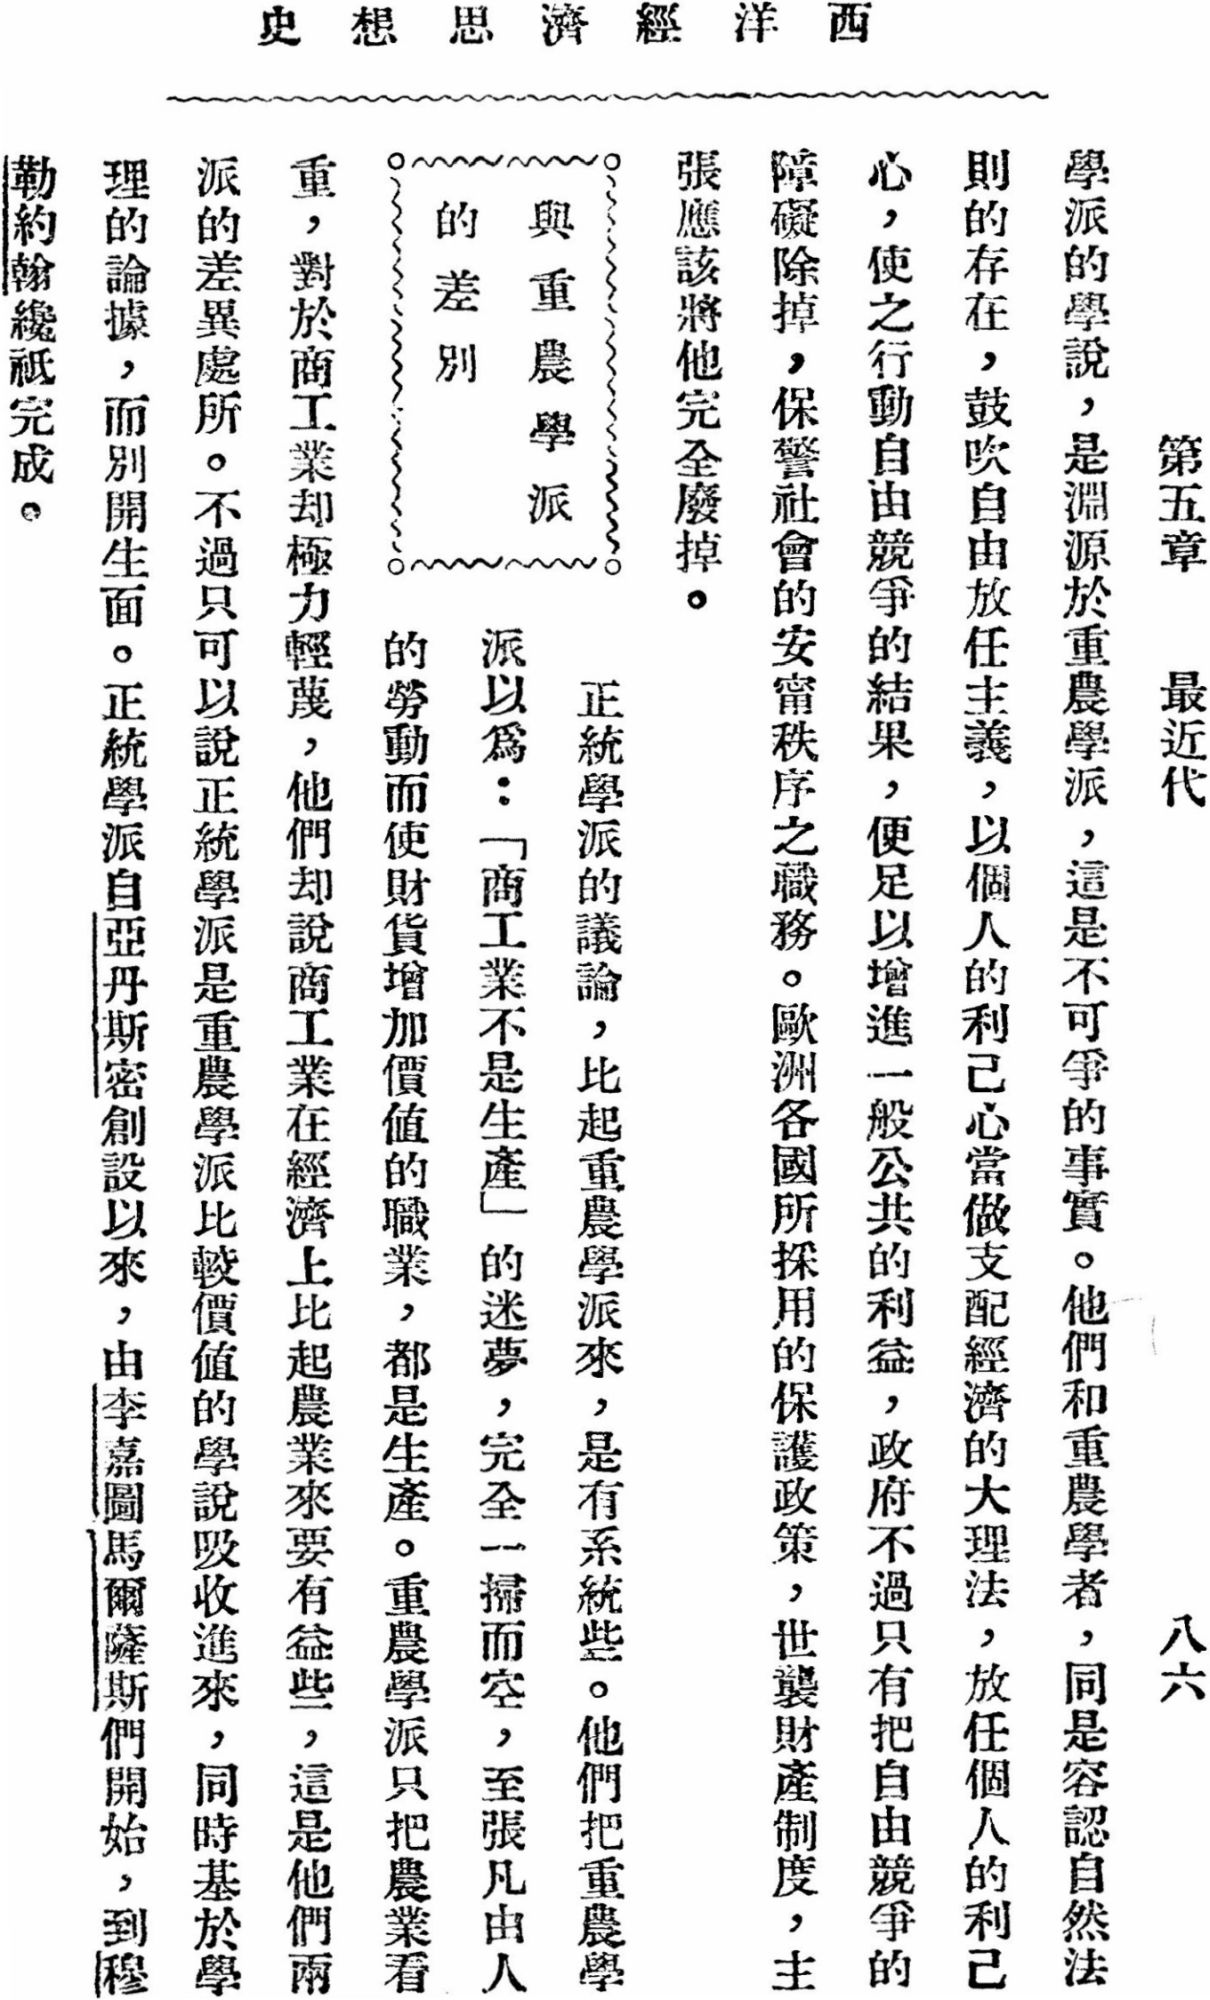 西洋經濟思想史
第五章　最近代　八六
學派的學說，是淵源於重農學派，這是不可爭的事實。他們和重農學者，同是容認自然法
則的存在，鼓吹自由放任主義，以個人的利己心當做支配經濟的大理法，放任個人的利己
心，使之行動自由競爭的結果，便足以增進一般公共的利益，政府不過只有把自由競爭的
障礙除掉，保警社會的安甯秩序之職務。歐洲各國所採用的保護政策，世襲財產制度，主
張應該將他完全廢掉。
與重農學派
的差別
正統學派的議論，比起重農學派來，是有系統些。他們把重農學
派以爲：「商工業不是生產」的迷夢，完全一掃而空，至張凡由人
的勞動而使財貨增加價值的職業，都是生產。重農學派只把農業看
重，對於商工業却極力輕蔑，他們却說商工業在經濟上比起農業來要有益些，這是他們兩
派的差異處所。不過只可以說正統學派是重農學派比較價值的學說吸收進來，同時基於學
理的論據，而別開生面。正統學派自亞丹斯密創設以來，由李嘉圖馬爾薩斯們開始，到穆
勒約翰纔祇完成。